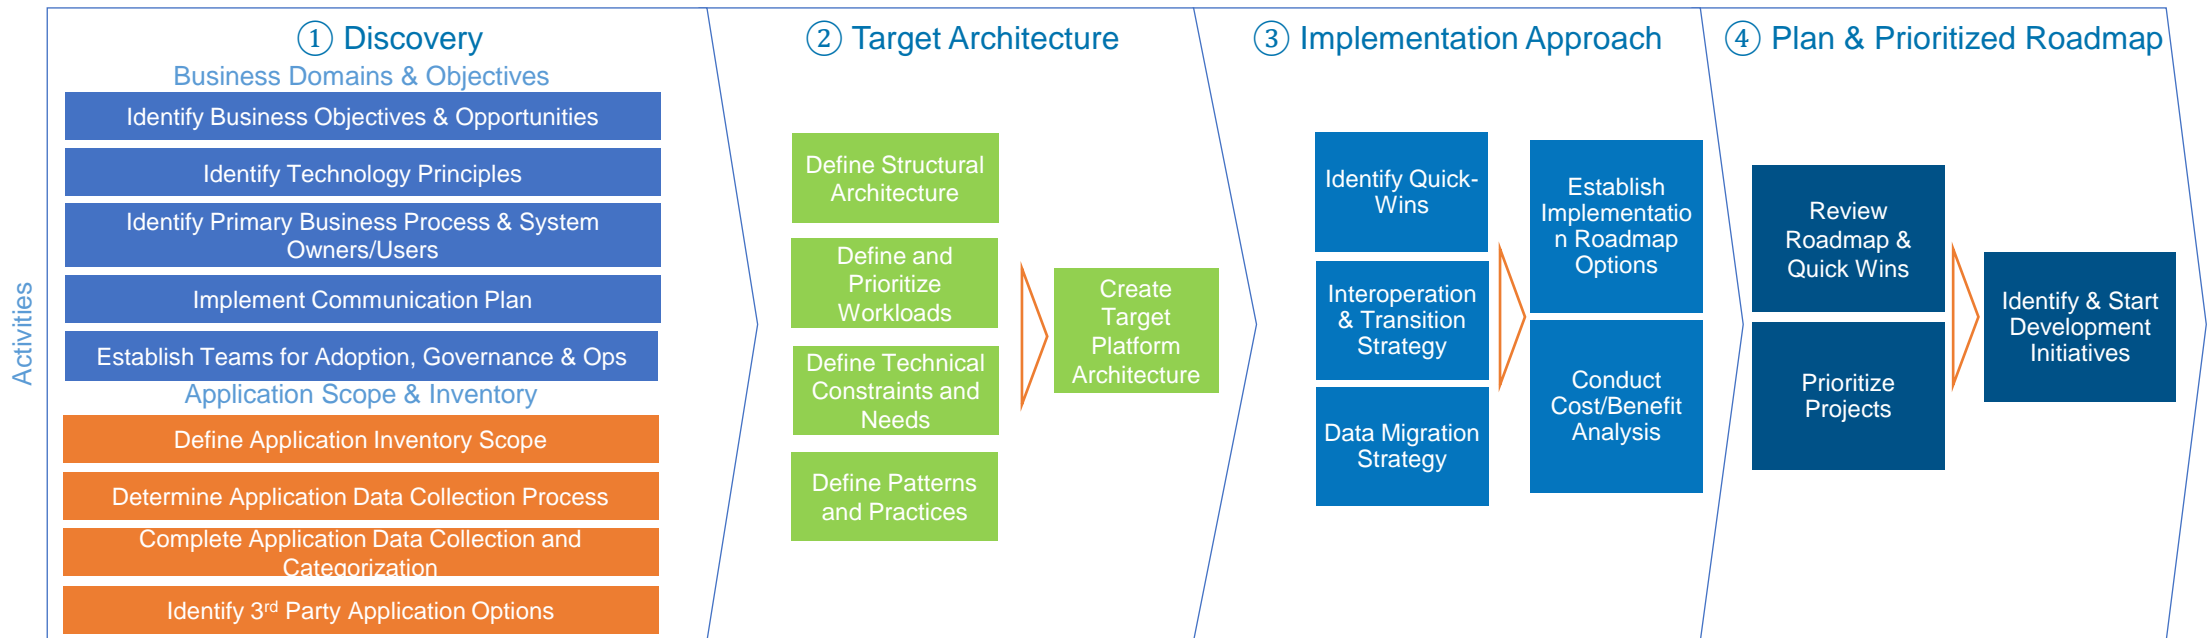 ① Discovery
Business Domains & Objectives
Identify Business Objectives & Opportunities
Identify Technology Principles
Identify Primary Business Process & System
Owners/Users
Implement Communication Plan
Establish Teams for Adoption, Governance & Ops
Application Scope & Inventory
Define Application Inventory Scope
Determine Application Data Collection Process
Complete Application Data Collection and
Categorization
Identify 3rd Party Application Options
Activities
② Target Architecture
Define Structural
Architecture
Define and
Prioritize
Workloads
Define Technical
Constraints and
Needs
Define Patterns
and Practices
Create
Target
Platform
Architecture
③ Implementation Approach
Identify Quick-
Wins
Interoperation
& Transition
Strategy
Data Migration
Strategy
Establish
Implementatio
n Roadmap
Options
Conduct
Cost/Benefit
Analysis
④ Plan & Prioritized Roadmap
Review
Roadmap &
Quick Wins
Prioritize
Projects
Identify & Start
Development
Initiatives